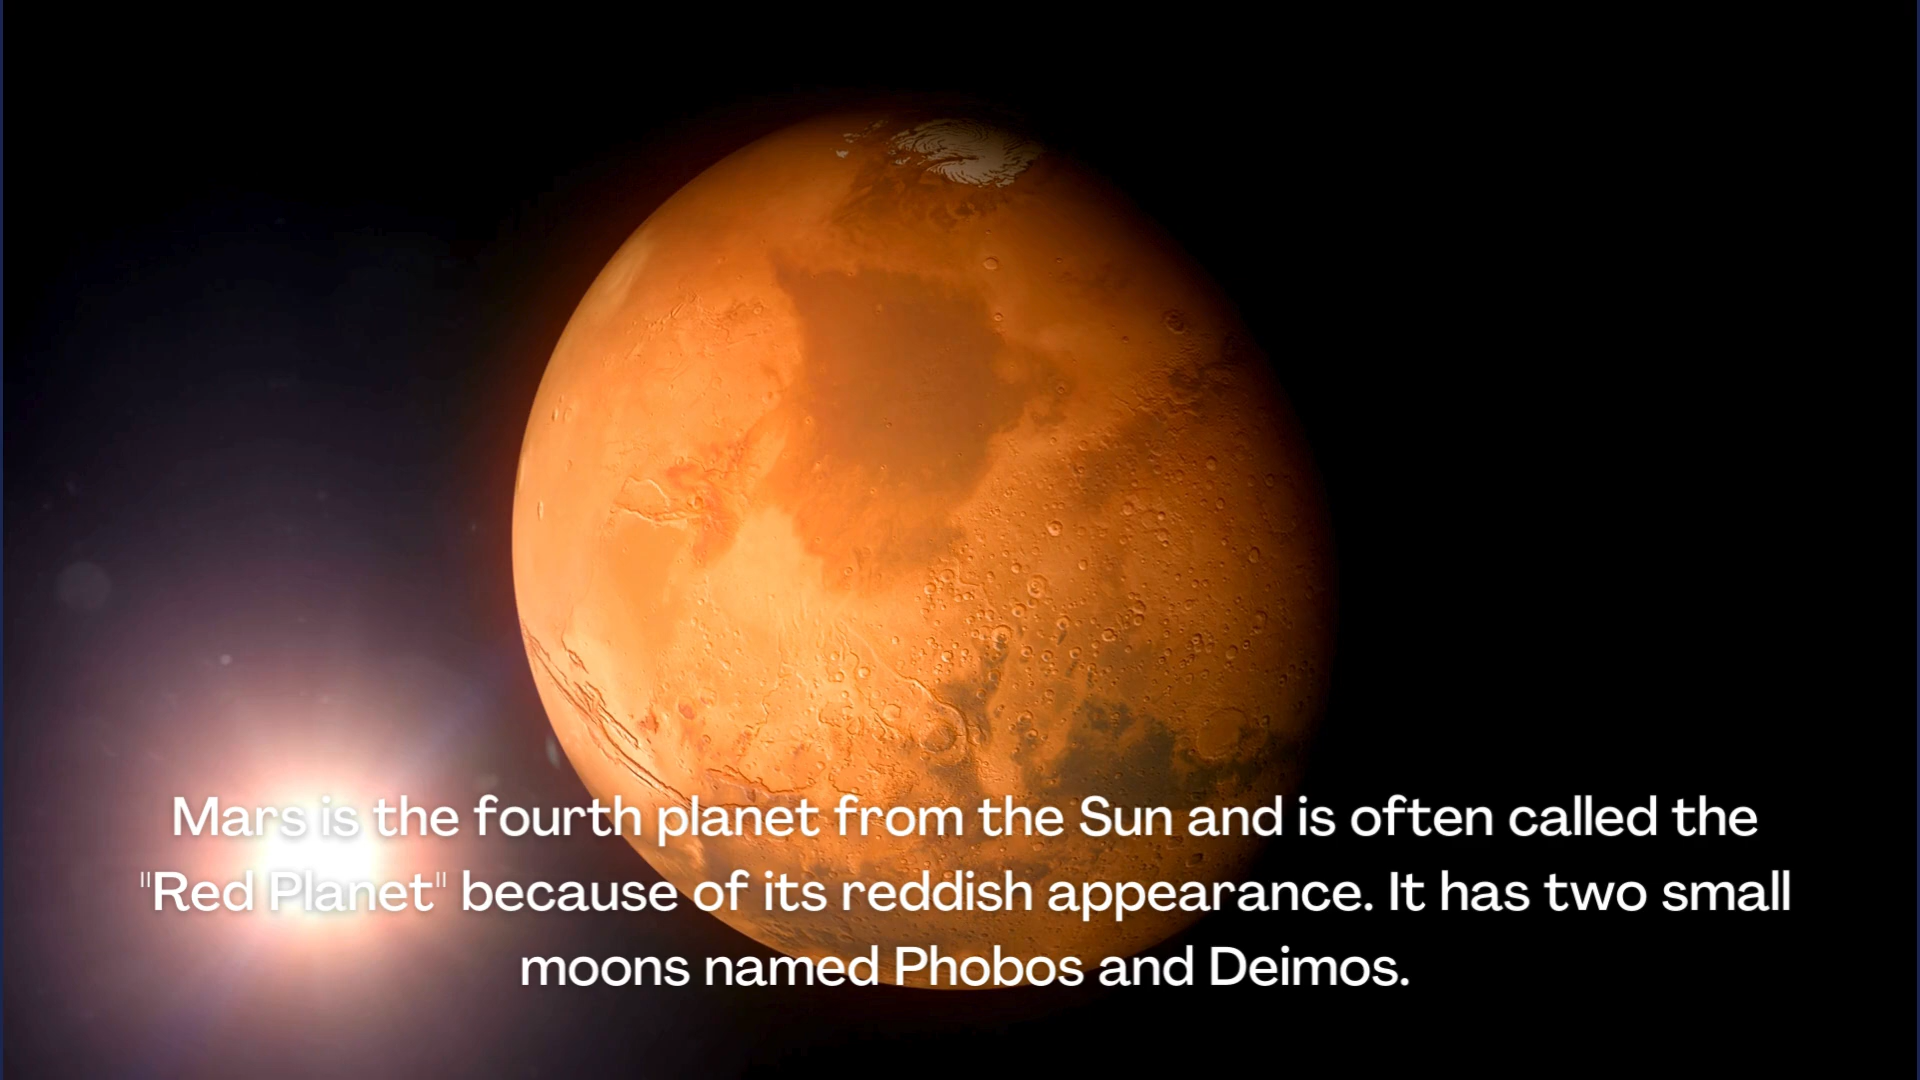 Mars is the fourth planet from the Sun and is often called the
"Red Planet" because of its reddish appearance. It has two small
moons named Phobos and Deimos.